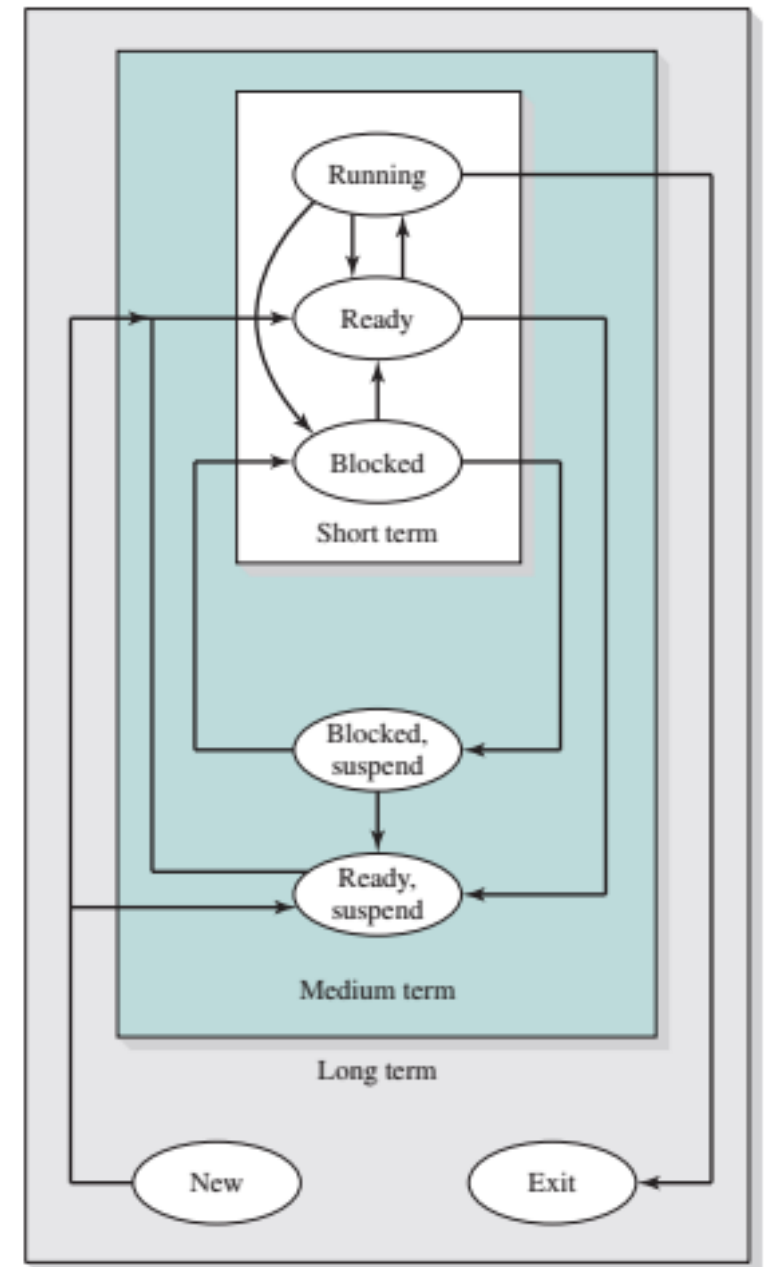 Running
Ready
Blocked
Short term
Blocked,
suspend
Ready,
suspend
Medium term
Long term
New
Exit